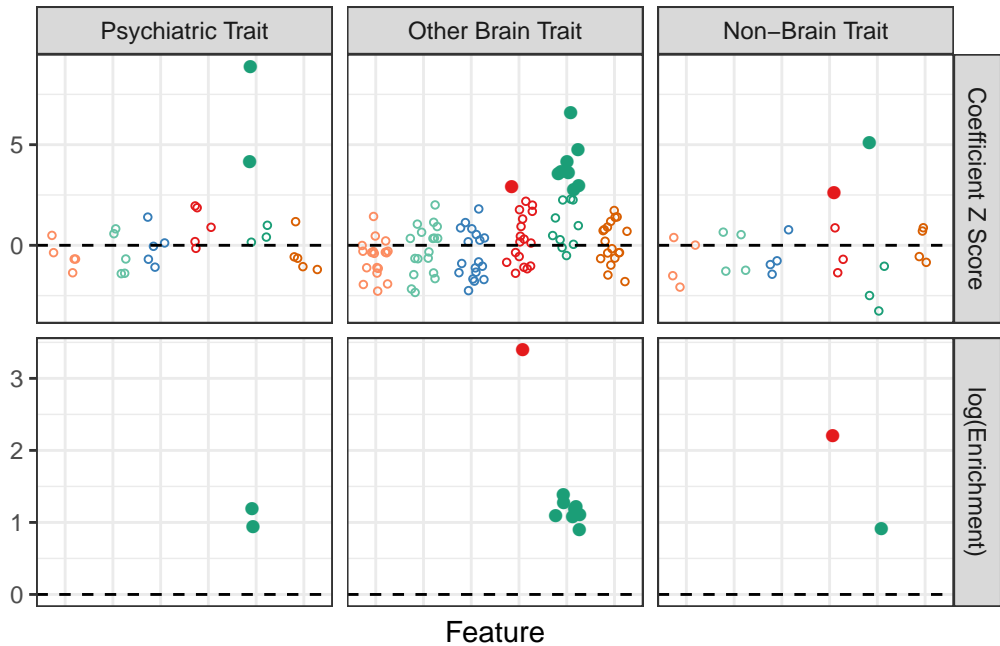 Psychiatric Trait
Other Brain Trait
Non−Brain Trait
5
0
Coefficient Z Score
3
2
1
0
log(Enrichment)
Feature